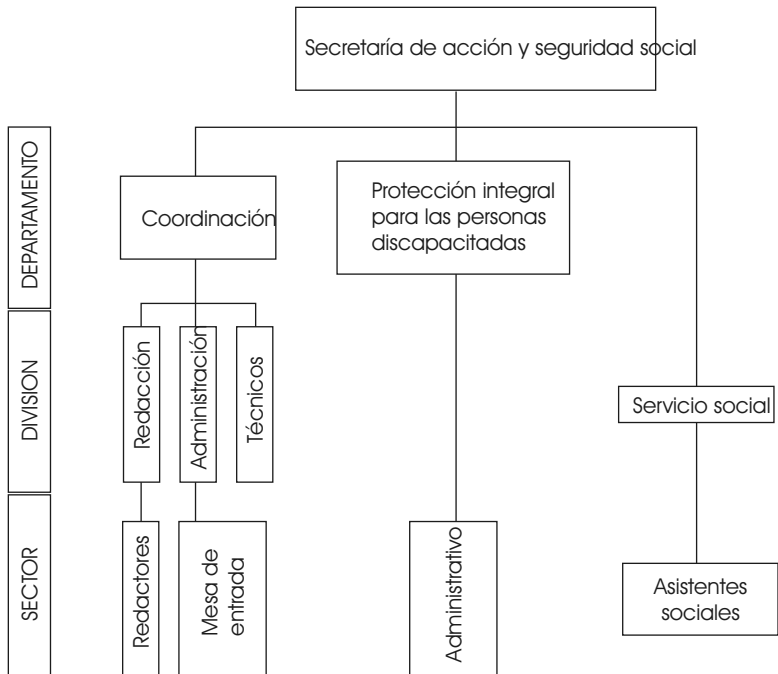 Secretaría de acción y seguridad social
DEPARTAMENTO
Coordinación
Protección integral
para las personas
discapacitadas
DIVISION
Redacción
Administración
Técnicos
Servicio social
SECTOR
Redactores
Mesa de
entrada
Administrativo
Asistentes
sociales